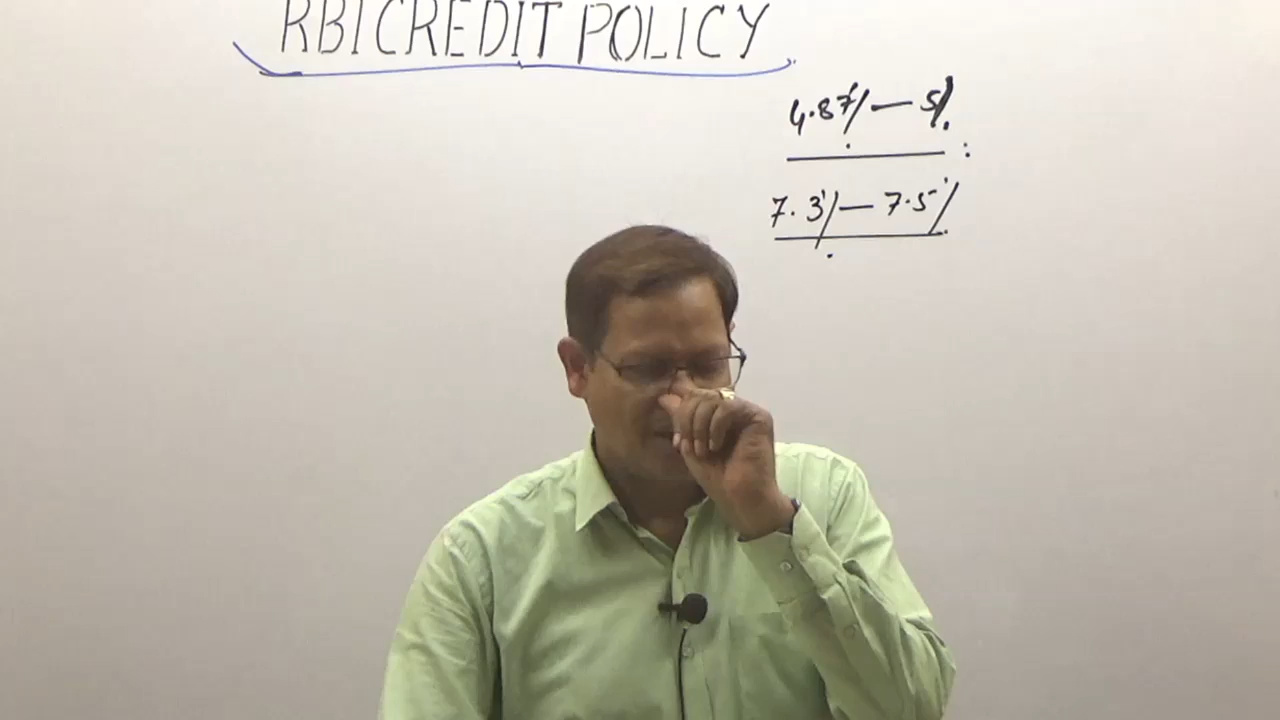 RBI CREDIT POLICY
4.87% — 5%
7.3% — 7.5%